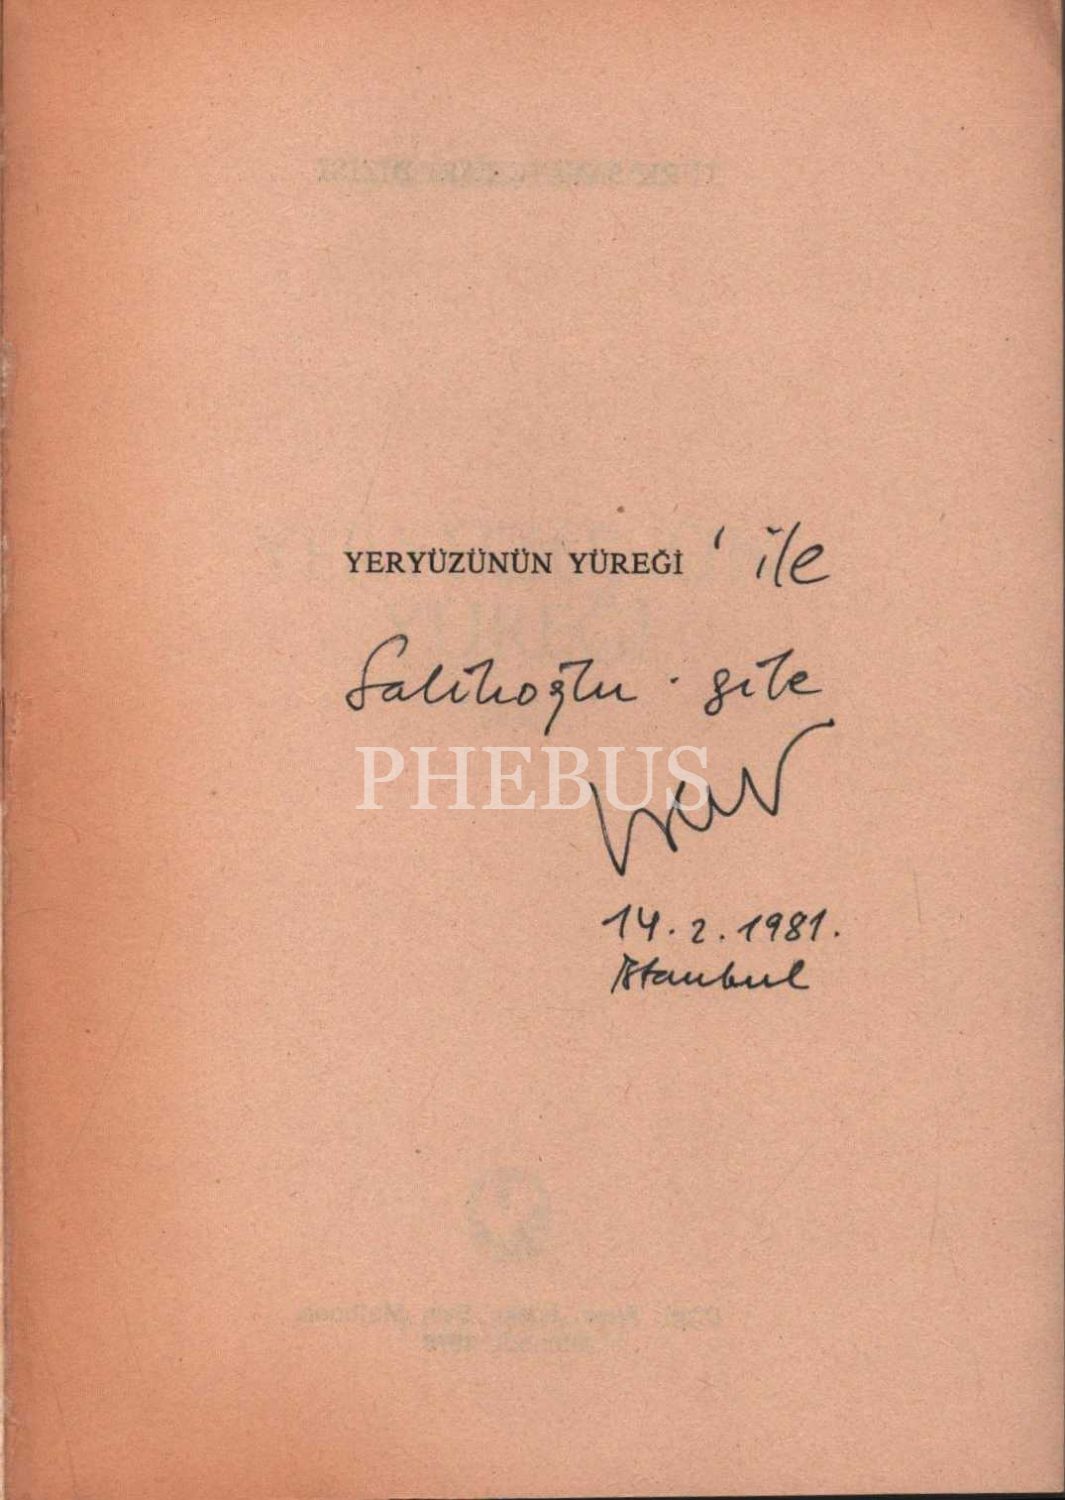 YERYÜZÜNÜN YÜREĞİ 'ile
Salihoğlu·gile
PHEBUS
14.2.1981.
İstanbul